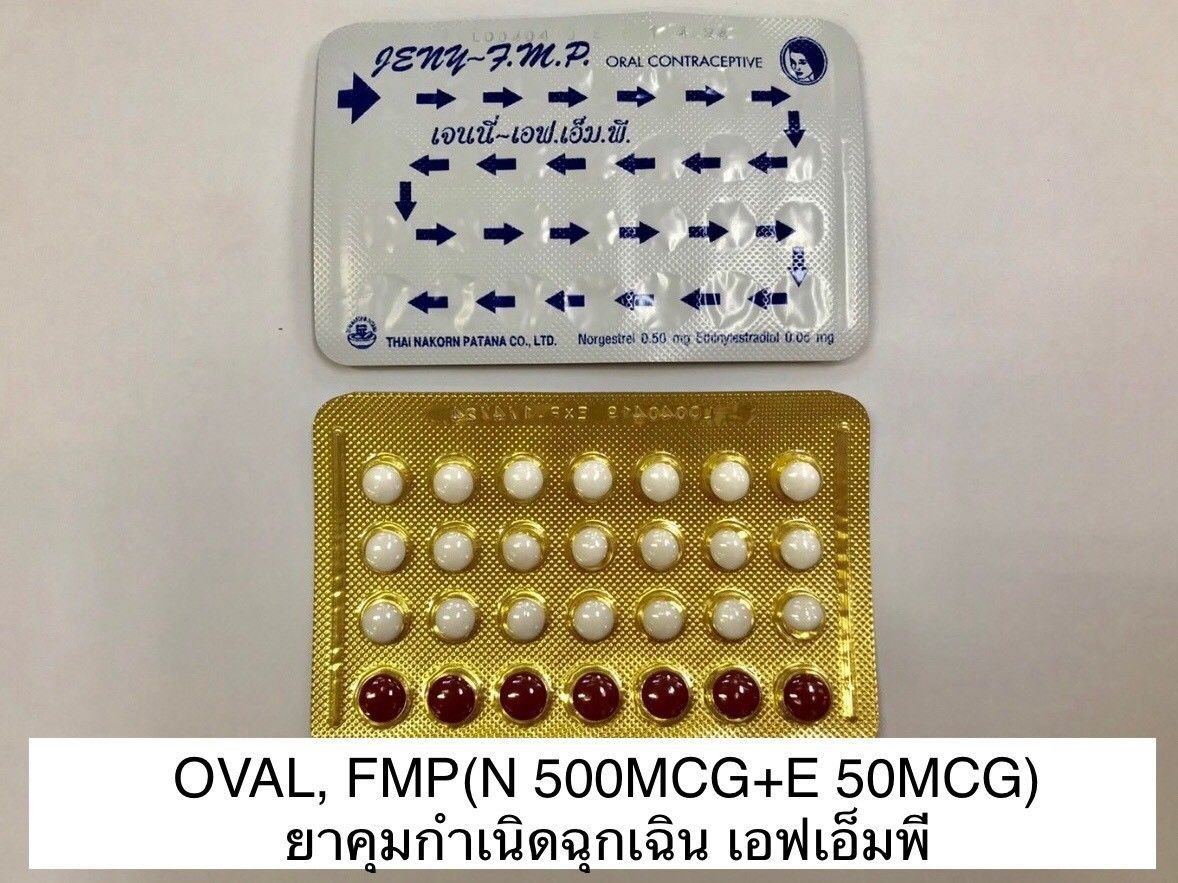 JENY~F.M.P. ORAL CONTRACEPTIVE
เจนนี่~เอฟ.เอ็ม.พี.
THAI NAKORN PATANA CO., LTD. Norgestrel 0.50 mg Ethinylestradiol 0.05 mg
OVAL, FMP(N 500MCG+E 50MCG)
ยาคุมกำเนิดฉุกเฉิน เอฟเอ็มพี